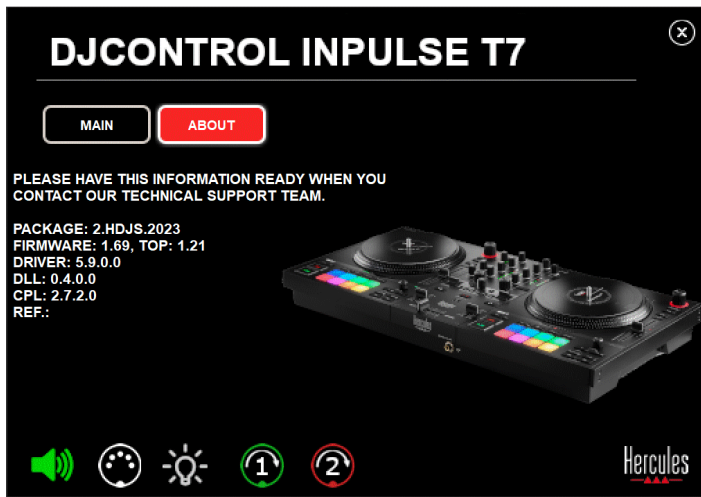 DJCONTROL INPULSE T7
MAIN
ABOUT
PLEASE HAVE THIS INFORMATION READY WHEN YOU
CONTACT OUR TECHNICAL SUPPORT TEAM.
PACKAGE: 2.HDJS.2023
FIRMWARE: 1.69, TOP: 1.21
DRIVER: 5.9.0.0
DLL: 0.4.0.0
CPL: 2.7.2.0
REF.:
1
2
Hercules